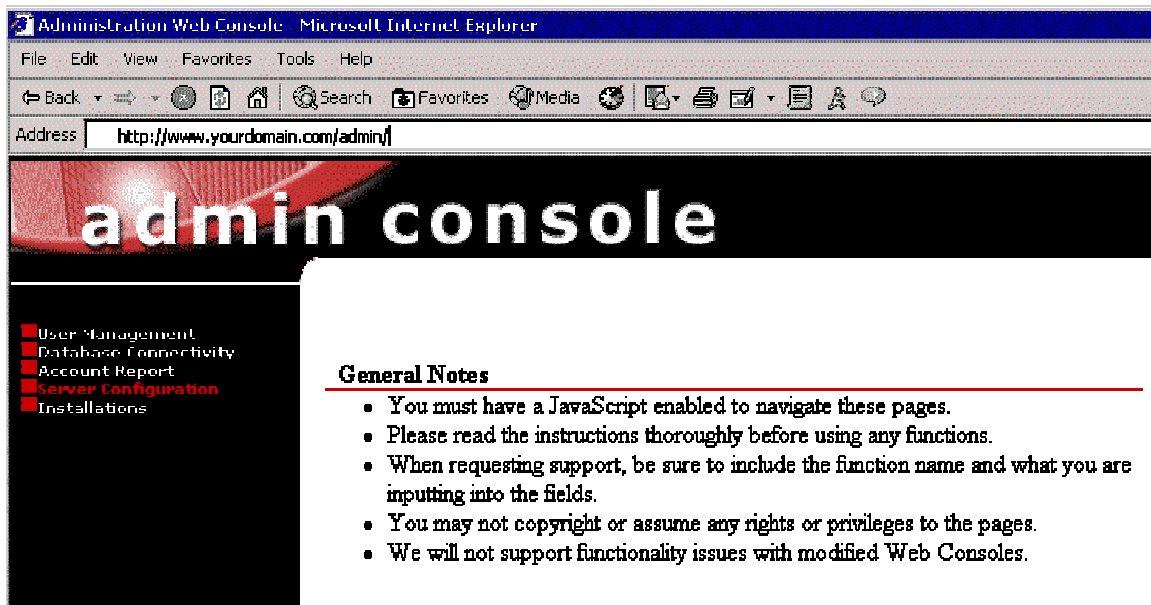 Administration Web Console - Microsoft Internet Explorer
File Edit View Favorites Tools Help
Back Search Favorites Media
Address http://www.yourdomain.com/admin/
admin console
User Management
Database Connectivity
Account Report
Server Configuration
Installations
General Notes
• You must have a JavaScript enabled to navigate these pages.
• Please read the instructions thoroughly before using any functions.
• When requesting support, be sure to include the function name and what you are
inputting into the fields.
• You may not copyright or assume any rights or privileges to the pages.
• We will not support functionality issues with modified Web Consoles.